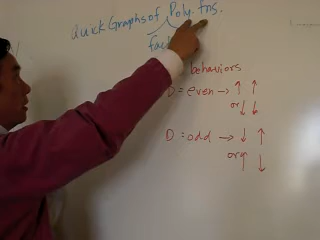 Quick Graphs of Poly. fns.
behaviors
D = even → ↑ ↑
or ↓ ↓
D = odd → ↓ ↑
or ↑ ↓